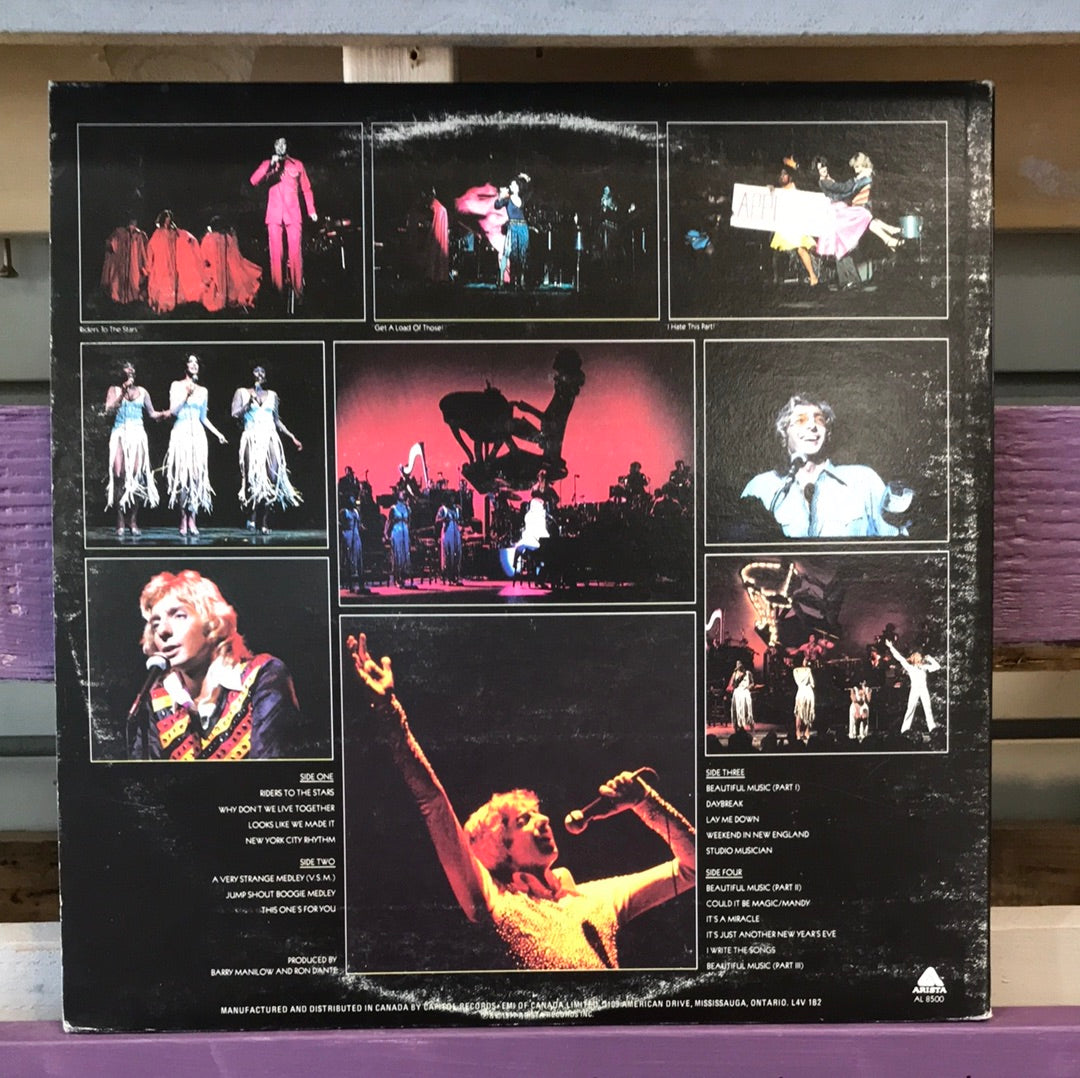 APPL
Riders To The Stars
Get A Load Of Those!
I Hate This Part!
SIDE ONE
RIDERS TO THE STARS
WHY DON'T WE LIVE TOGETHER
LOOKS LIKE WE MADE IT
NEW YORK CITY RHYTHM
SIDE TWO
A VERY STRANGE MEDLEY (V.S.M.)
JUMP SHOUT BOOGIE MEDLEY
THIS ONE'S FOR YOU
PRODUCED BY
BARRY MANILOW AND RON DANTE
SIDE THREE
BEAUTIFUL MUSIC (PART I)
DAYBREAK
LAY ME DOWN
WEEKEND IN NEW ENGLAND
STUDIO MUSICIAN
SIDE FOUR
BEAUTIFUL MUSIC (PART II)
COULD IT BE MAGIC/MANDY
IT'S A MIRACLE
IT'S JUST ANOTHER NEW YEAR'S EVE
I WRITE THE SONGS
BEAUTIFUL MUSIC (PART III)
ARISTA
AL 8500
MANUFACTURED AND DISTRIBUTED IN CANADA BY CAPITOL RECORDS-EMI OF CANADA LIMITED, 3109 AMERICAN DRIVE, MISSISSAUGA, ONTARIO. L4V 1B2
1977 ARISTA RECORDS INC.